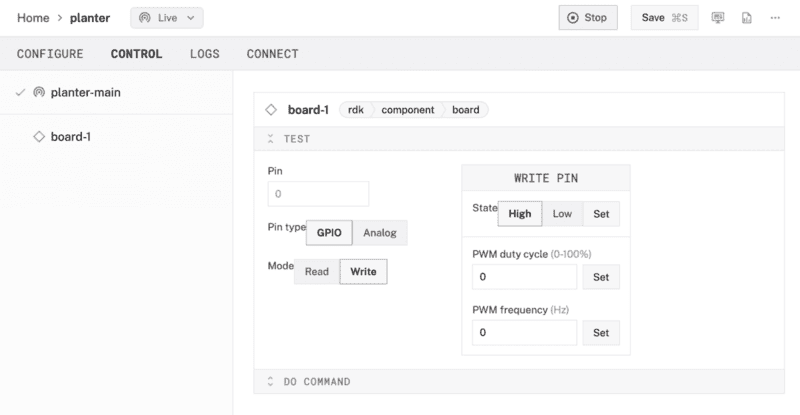 Home > planter Live Stop Save ⌘S ...
CONFIGURE CONTROL LOGS CONNECT
planter-main
board-1
board-1 rdk component board
TEST
Pin
0
Pin type GPIO Analog
Mode Read Write
WRITE PIN
State High Low Set
PWM duty cycle (0-100%)
0 Set
PWM frequency (Hz)
0 Set
DO COMMAND